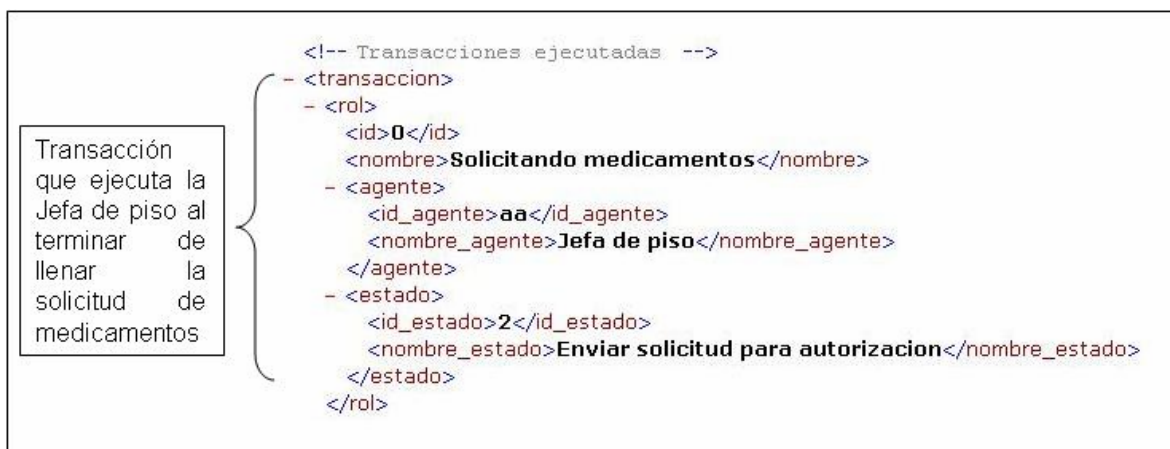 <!-- Transacciones ejecutadas -->
– <transaccion>
– <rol>
<id>0</id>
<nombre>Solicitando medicamentos</nombre>
– <agente>
<id_agente>aa</id_agente>
<nombre_agente>Jefa de piso</nombre_agente>
</agente>
– <estado>
<id_estado>2</id_estado>
<nombre_estado>Enviar solicitud para autorizacion</nombre_estado>
</estado>
</rol>
Transacción
que ejecuta la
Jefa de piso al
terminar de
llenar la
solicitud de
medicamentos